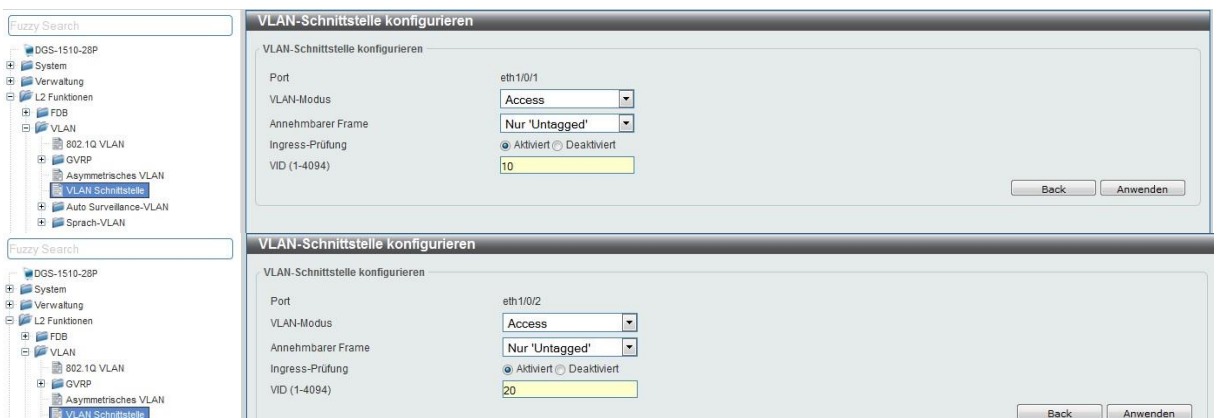 Fuzzy Search
DGS-1510-28P
System
Verwaltung
L2 Funktionen
FDB
VLAN
802.1Q VLAN
GVRP
Asymmetrisches VLAN
VLAN Schnittstelle
Auto Surveillance-VLAN
Sprach-VLAN
VLAN-Schnittstelle konfigurieren
VLAN-Schnittstelle konfigurieren
Port eth1/0/1
VLAN-Modus Access
Annehmbarer Frame Nur 'Untagged'
Ingress-Prüfung Aktiviert Deaktiviert
VID (1-4094) 10
Back Anwenden
Fuzzy Search
DGS-1510-28P
System
Verwaltung
L2 Funktionen
FDB
VLAN
802.1Q VLAN
GVRP
Asymmetrisches VLAN
VLAN Schnittstelle
VLAN-Schnittstelle konfigurieren
VLAN-Schnittstelle konfigurieren
Port eth1/0/2
VLAN-Modus Access
Annehmbarer Frame Nur 'Untagged'
Ingress-Prüfung Aktiviert Deaktiviert
VID (1-4094) 20
Back Anwenden